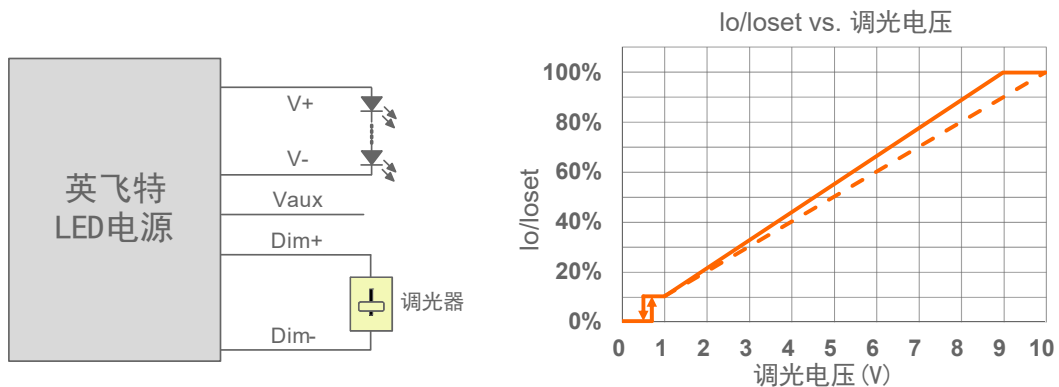 英飞特
LED电源
V+
V-
Vaux
Dim+
调光器
Dim-
Io/Ioset vs. 调光电压
Io/Ioset
100%
80%
60%
40%
20%
0%
0 1 2 3 4 5 6 7 8 9 10
调光电压(V)